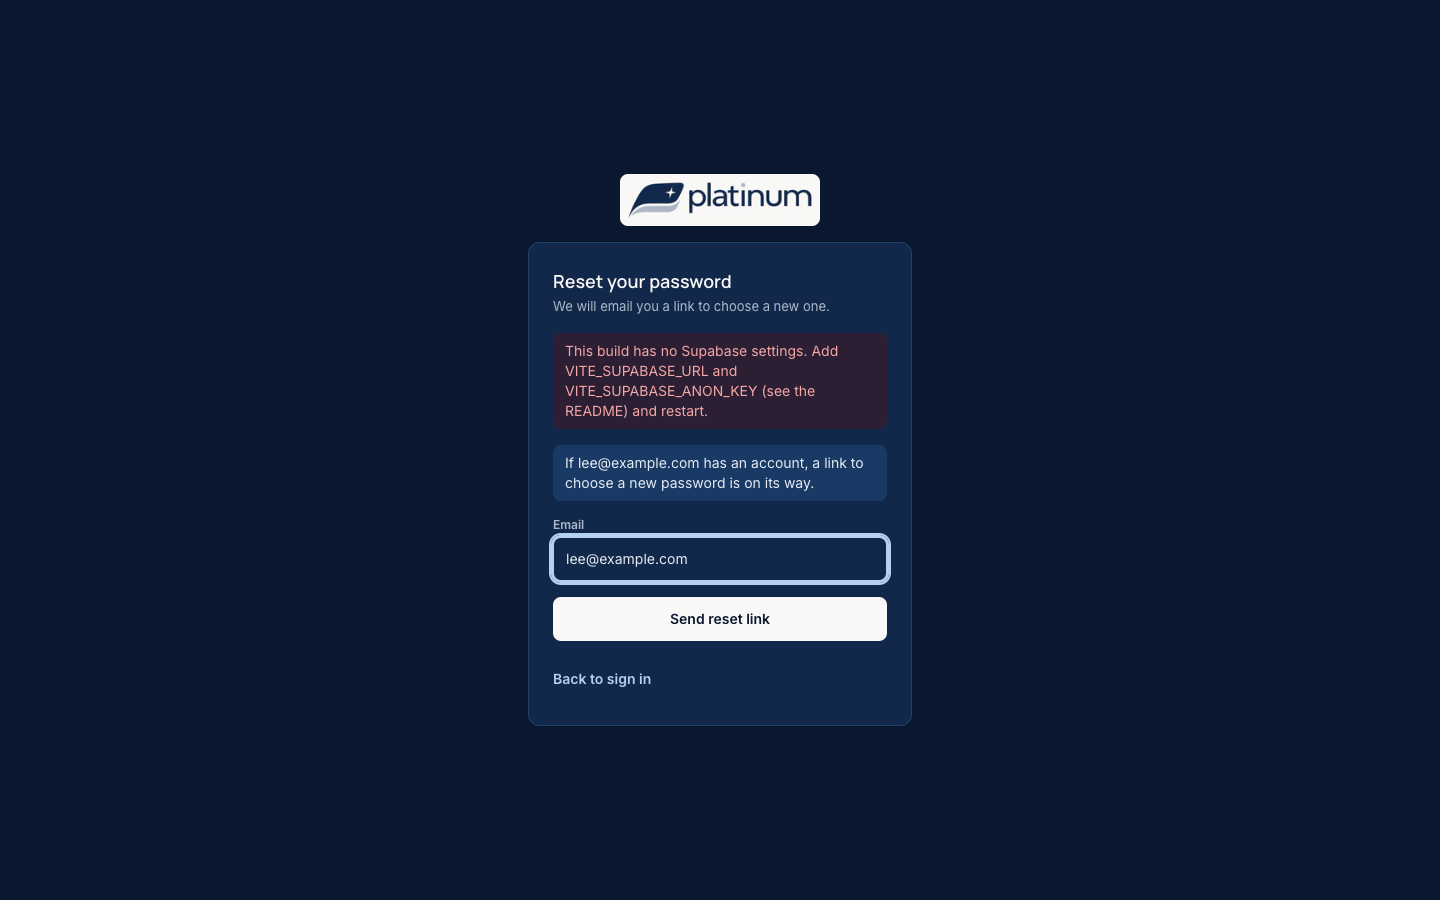 platinum
Reset your password
We will email you a link to choose a new one.
This build has no Supabase settings. Add
VITE_SUPABASE_URL and
VITE_SUPABASE_ANON_KEY (see the
README) and restart.
If lee@example.com has an account, a link to
choose a new password is on its way.
Email
lee@example.com
Send reset link
Back to sign in